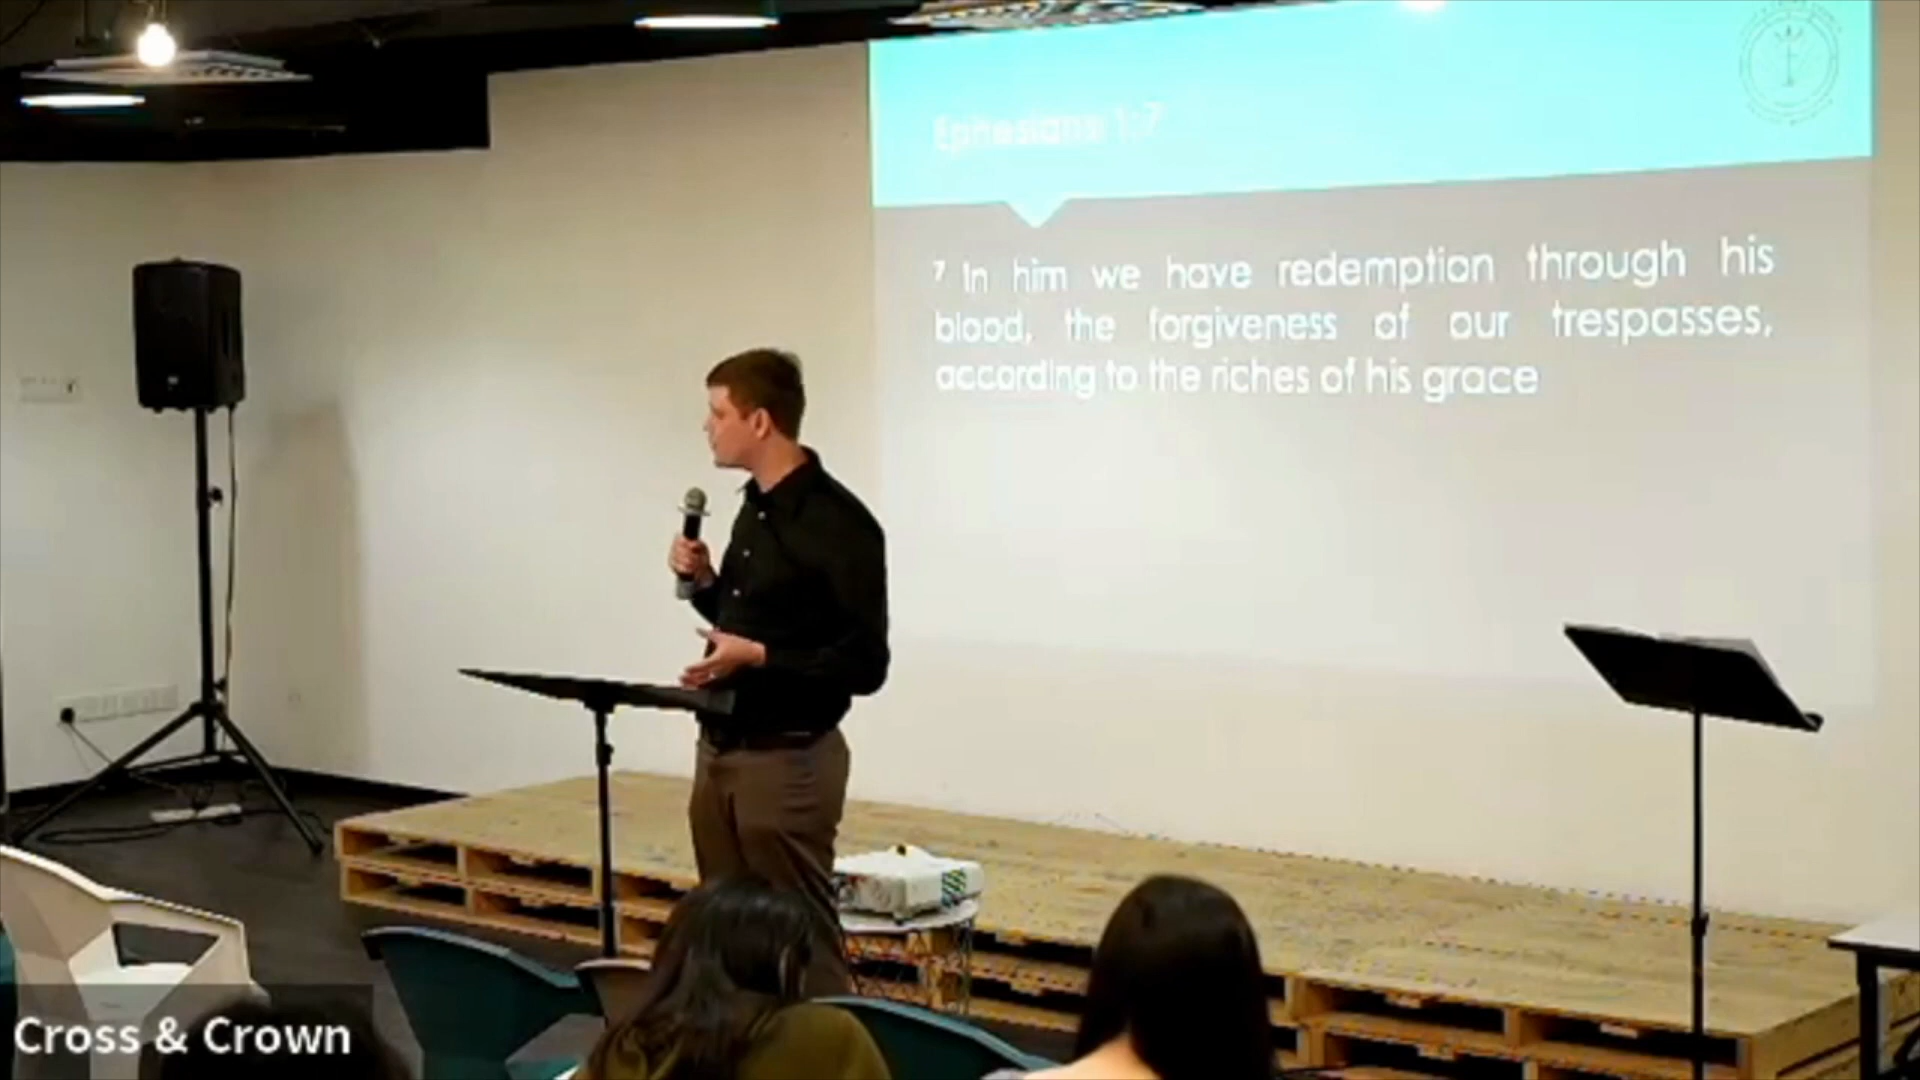 Ephesians 1:7
7 In him we have redemption through his
blood, the forgiveness of our trespasses,
according to the riches of his grace
Cross & Crown